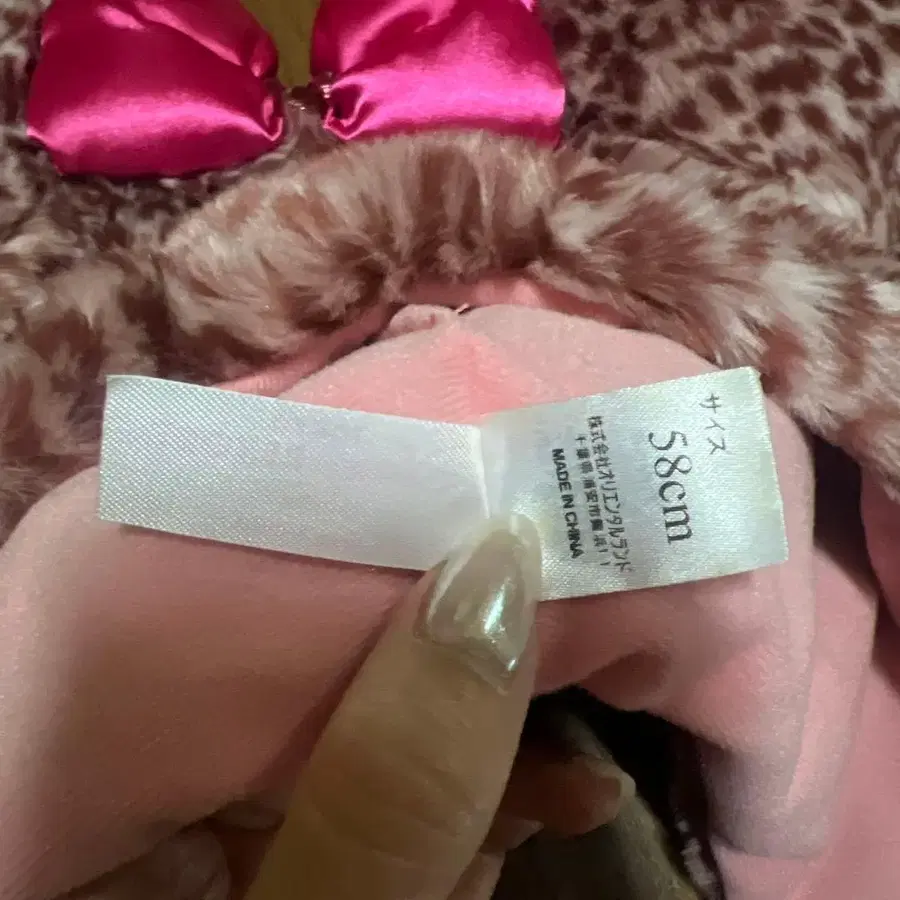 サイズ
58cm
株式会社オリエンタルランド
千葉県浦安市舞浜1-1
MADE IN CHINA